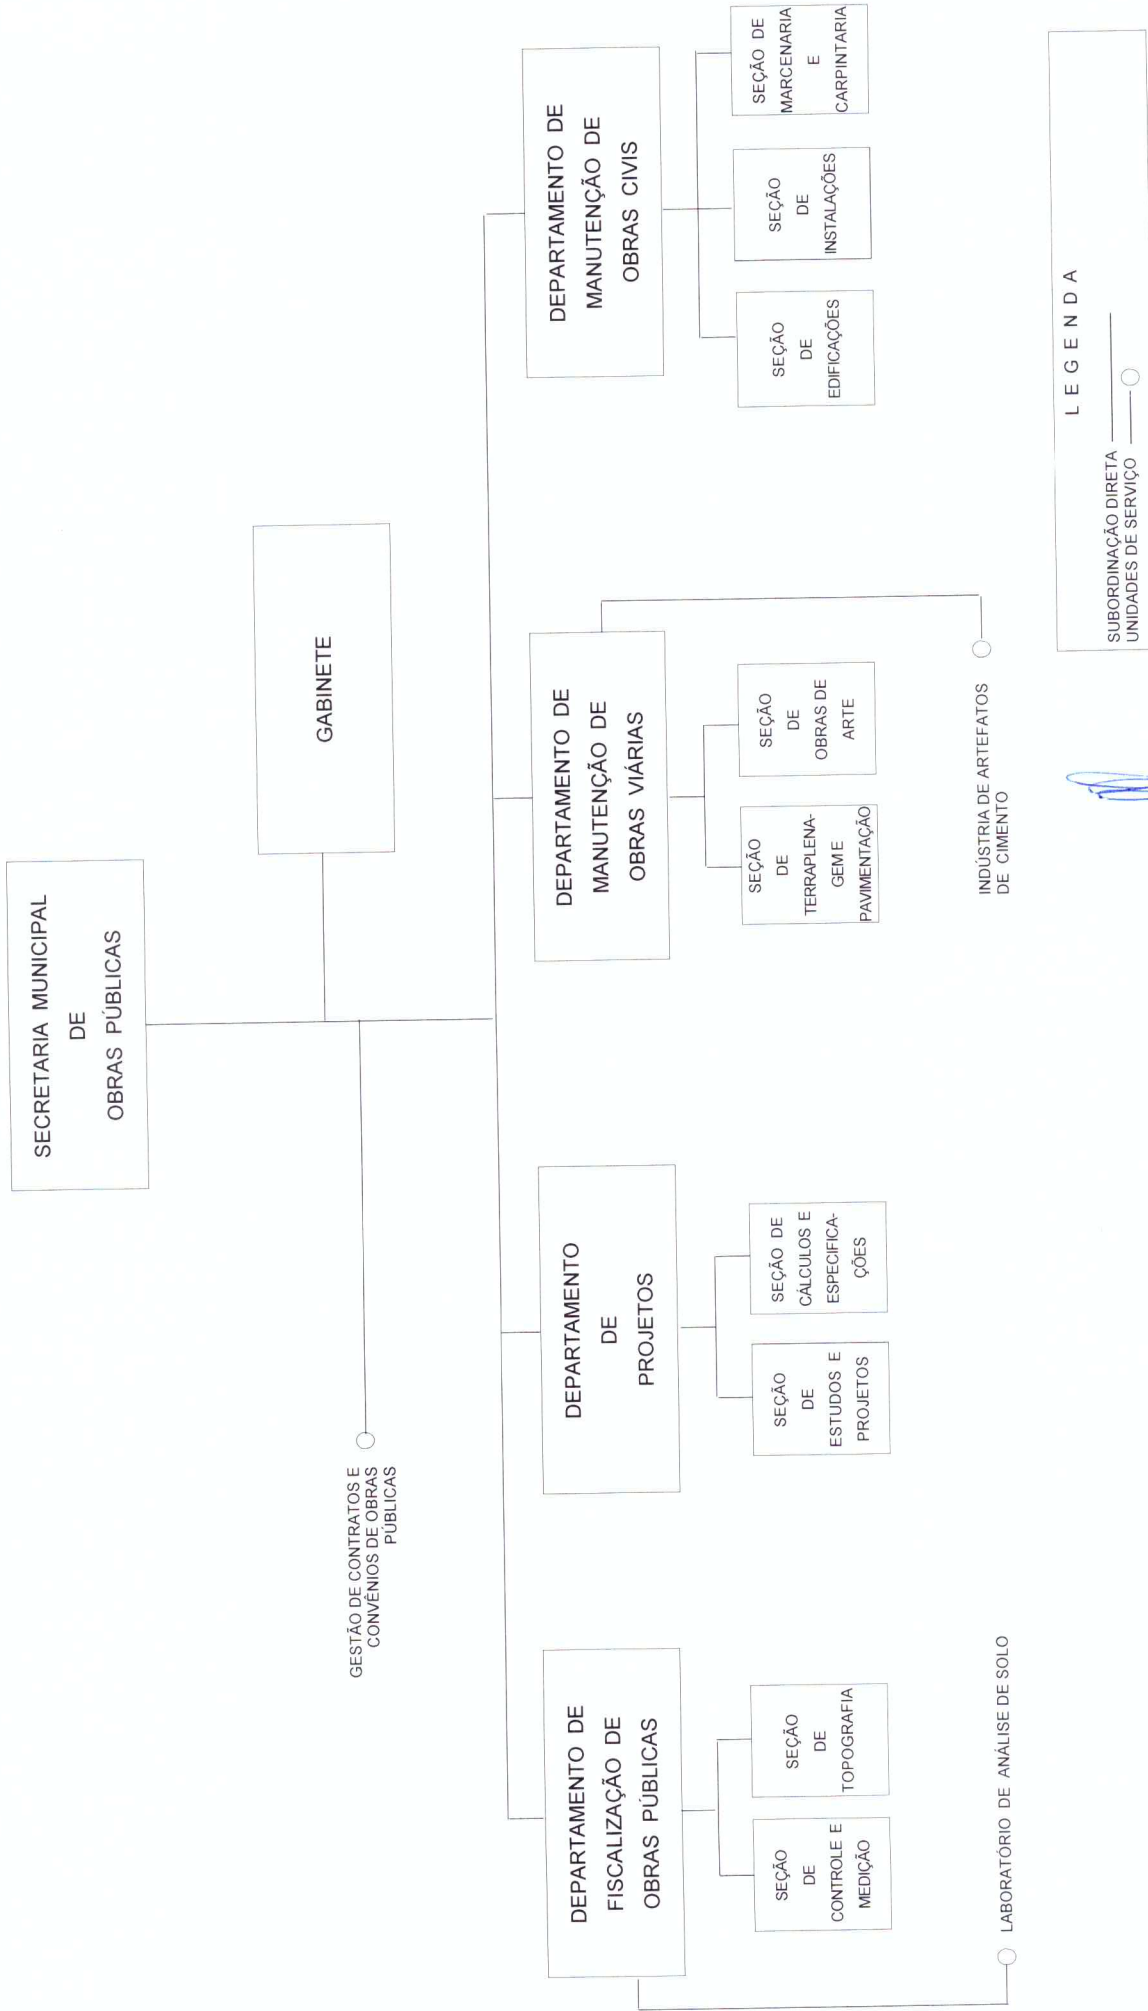 SECRETARIA MUNICIPAL
DE
OBRAS PÚBLICAS
GABINETE
GESTÃO DE CONTRATOS E
CONVÊNIOS DE OBRAS
PÚBLICAS
DEPARTAMENTO DE
FISCALIZAÇÃO DE
OBRAS PÚBLICAS
DEPARTAMENTO
DE
PROJETOS
DEPARTAMENTO DE
MANUTENÇÃO DE
OBRAS VIÁRIAS
DEPARTAMENTO DE
MANUTENÇÃO DE
OBRAS CIVIS
SEÇÃO
DE
CONTROLE E
MEDIÇÃO
SEÇÃO
DE
TOPOGRAFIA
SEÇÃO
DE
ESTUDOS E
PROJETOS
SEÇÃO DE
CÁLCULOS E
ESPECIFICA-
ÇÕES
SEÇÃO
DE
TERRAPLENA-
GEM E
PAVIMENTAÇÃO
SEÇÃO
DE
OBRAS DE
ARTE
SEÇÃO
DE
EDIFICAÇÕES
SEÇÃO
DE
INSTALAÇÕES
SEÇÃO DE
MARCENARIA
E
CARPINTARIA
LABORATÓRIO DE ANÁLISE DE SOLO
INDÚSTRIA DE ARTEFATOS
DE CIMENTO
LEGENDA
SUBORDINAÇÃO DIRETA
UNIDADES DE SERVIÇO